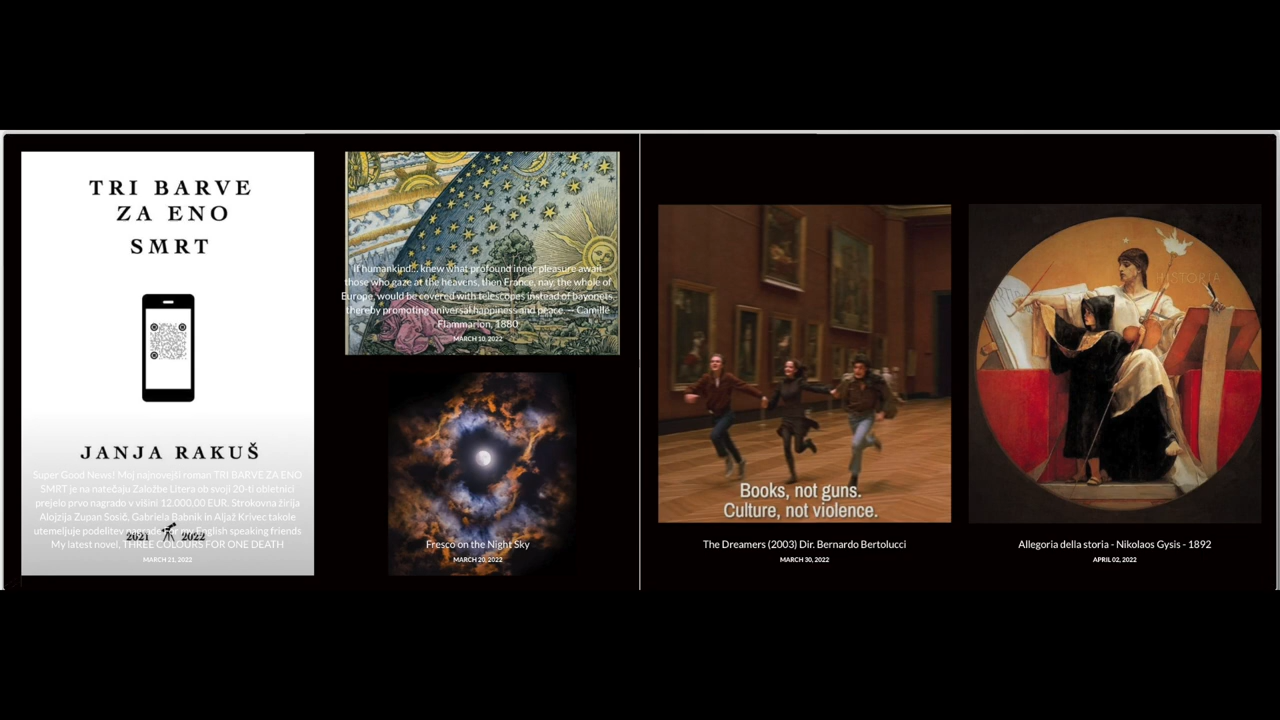 TRI BARVE
ZA ENO
SMRT
JANJA RAKUŠ
Super Good News! Moj najnovejši roman TRI BARVE ZA ENO
SMRT je na natečaju Založbe Litera ob svoji 20-ti obletnici
prejelo prvo nagrado v višini 12.000,00 EUR. Strokovna žirija
Alojzija Zupan Sosič, Gabriela Babnik in Aljaž Krivec takole
utemeljuje podelitev nagrade For my English speaking friends
2021 2022
My latest novel, THREE COLOURS FOR ONE DEATH
MARCH 21, 2022
If humankind... knew what profound inner pleasure await
those who gaze at the heavens, then France, nay, the whole of
Europe, would be covered with telescopes instead of bayonets,
thereby promoting universal happiness and peace. — Camille
Flammarion, 1880
MARCH 10, 2022
Fresco on the Night Sky
MARCH 20, 2022
Books, not guns.
Culture, not violence.
The Dreamers (2003) Dir. Bernardo Bertolucci
MARCH 30, 2022
HISTORIA
Allegoria della storia - Nikolaos Gysis - 1892
APRIL 02, 2022